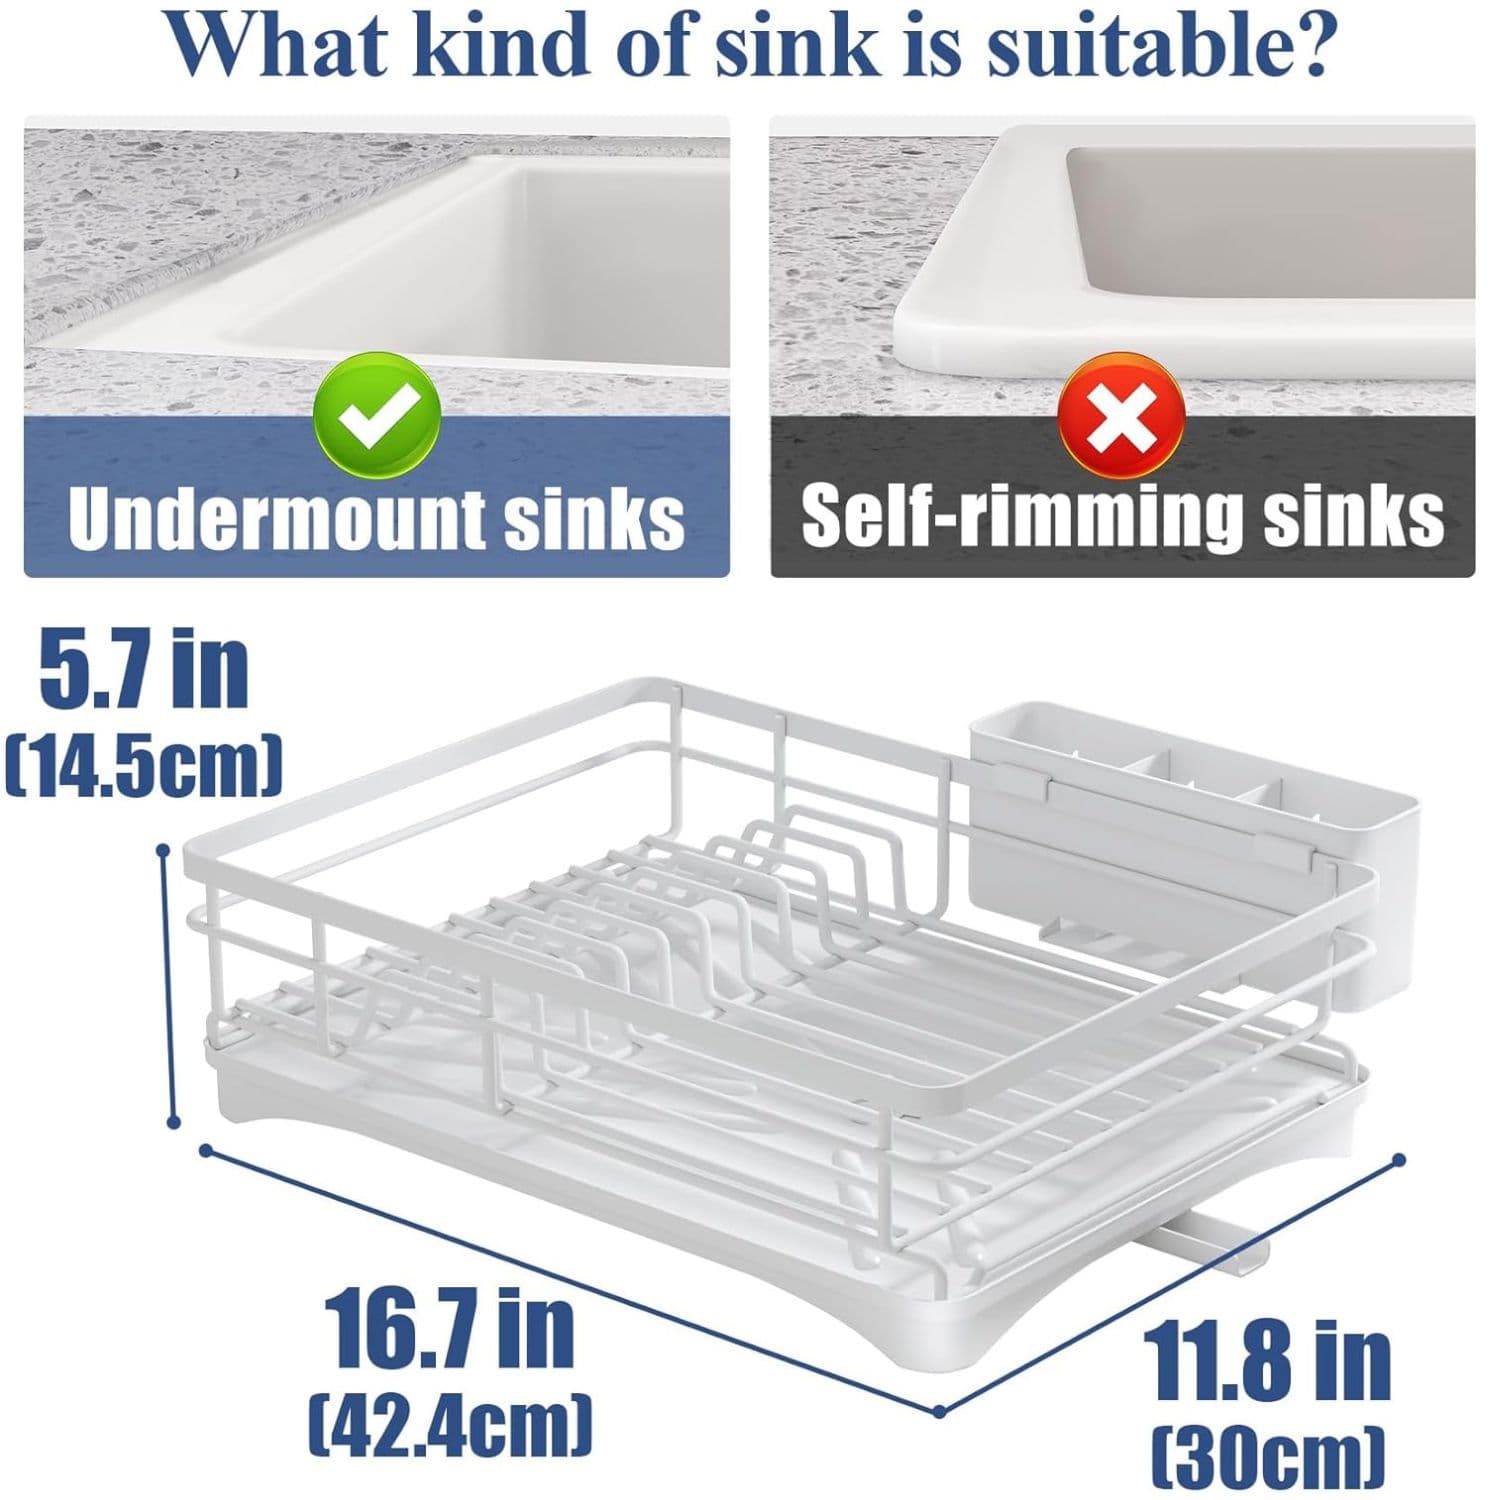 What kind of sink is suitable?
Undermount sinks
Self-rimming sinks
5.7 in
(14.5cm)
16.7 in
(42.4cm)
11.8 in
(30cm)